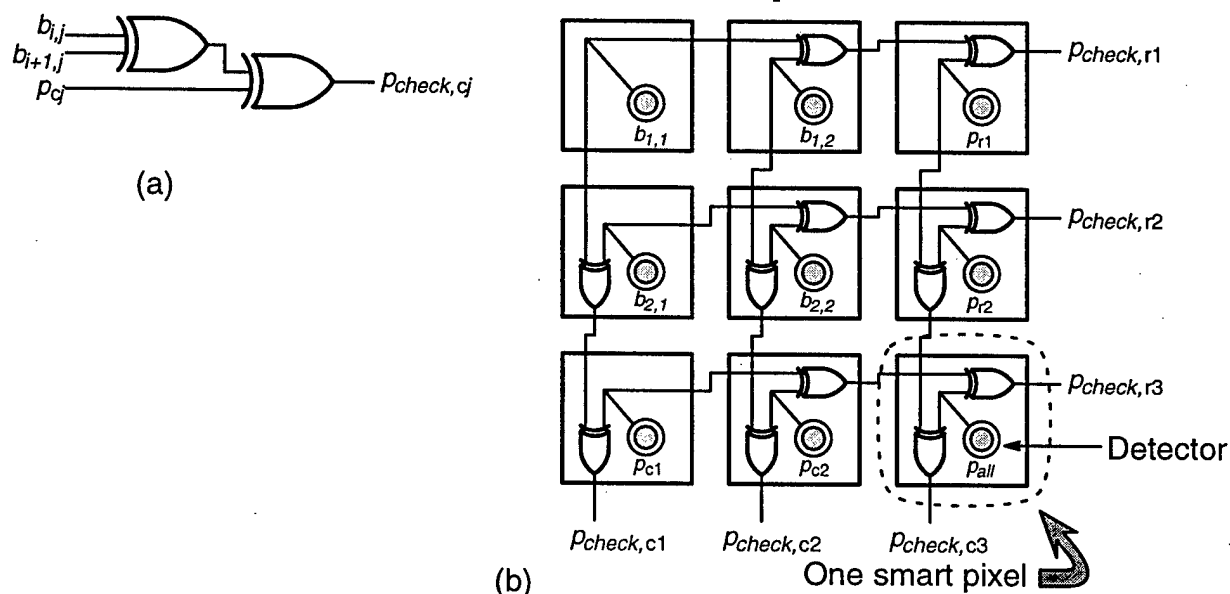 b_{i,j}
b_{i+1,j}
p_{cj}
p_{check,cj}
(a)
b_{1,1}
b_{1,2}
p_{r1}
p_{check,r1}
b_{2,1}
b_{2,2}
p_{r2}
p_{check,r2}
p_{c1}
p_{c2}
p_{all}
p_{check,r3}
Detector
p_{check,c1}
p_{check,c2}
p_{check,c3}
One smart pixel
(b)